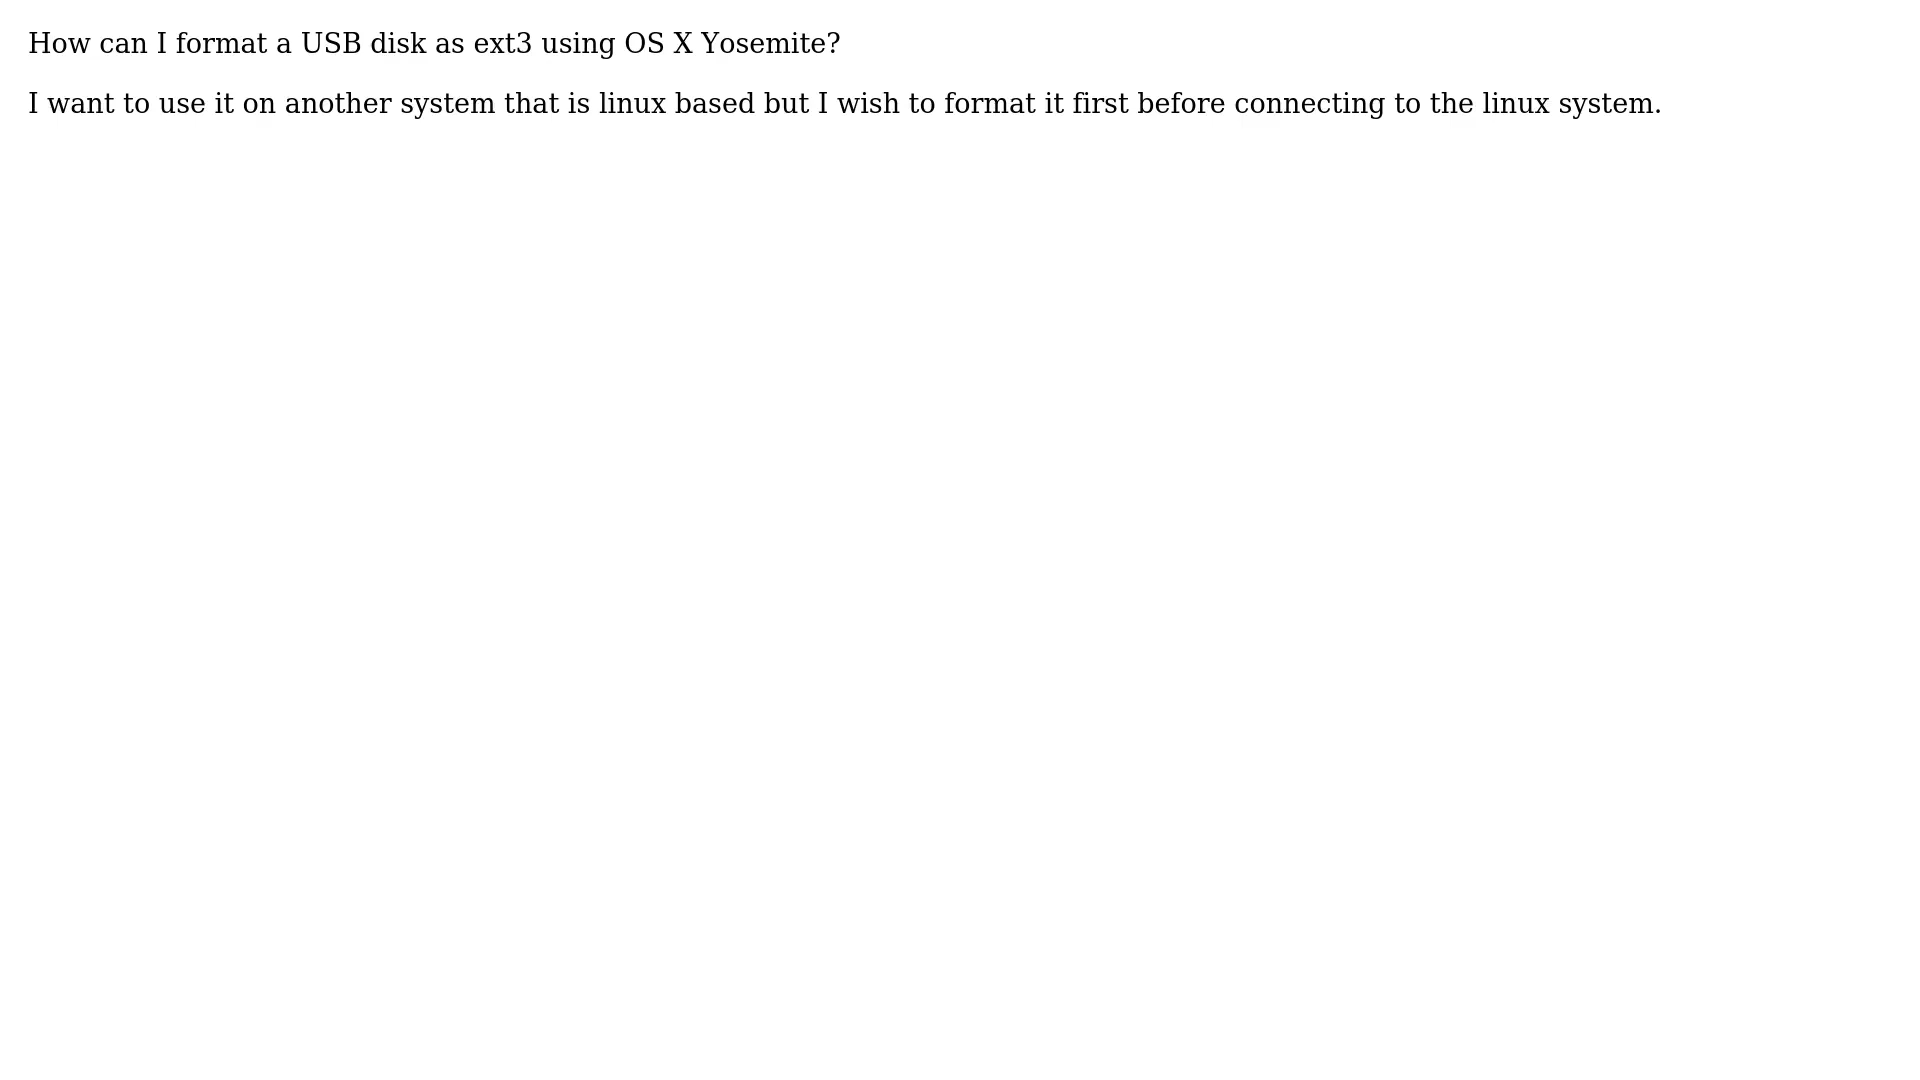 How can I format a USB disk as ext3 using OS X Yosemite?
I want to use it on another system that is linux based but I wish to format it first before connecting to the linux system.